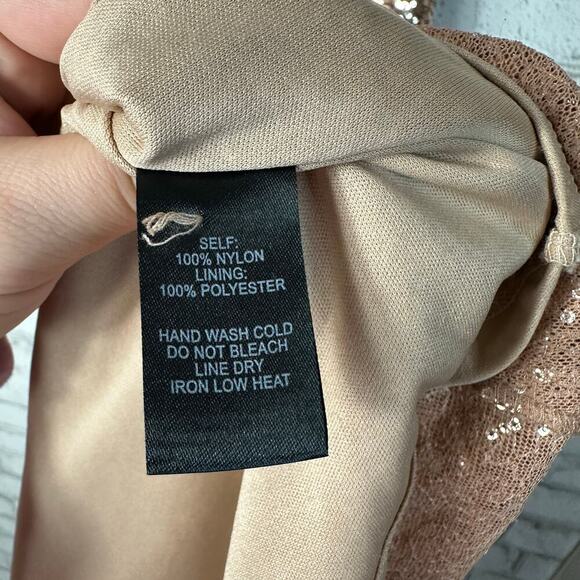 SELF:
100% NYLON
LINING:
100% POLYESTER
HAND WASH COLD
DO NOT BLEACH
LINE DRY
IRON LOW HEAT